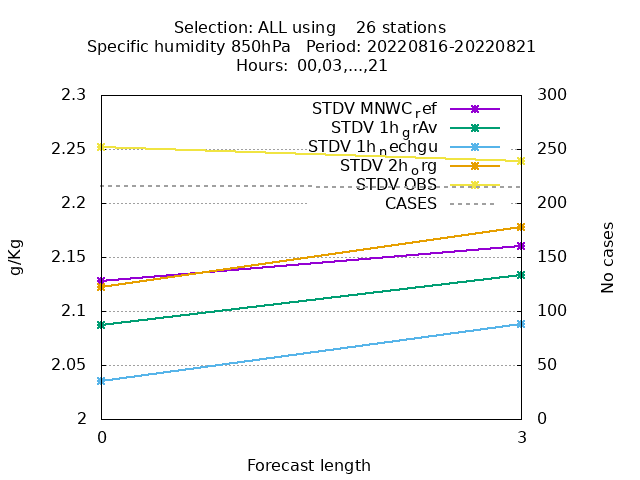 Selection: ALL using    26 stations
Specific humidity 850hPa   Period: 20220816-20220821
Hours:  00,03,...,21
2.3
300
STDV MNWC_ref
STDV 1h_grAv
STDV 1h_nechgu
STDV 2h_org
STDV OBS
CASES
2.25
250
2.2
200
2.15
150
2.1
100
2.05
50
2
0
g/Kg
No cases
0
3
Forecast length